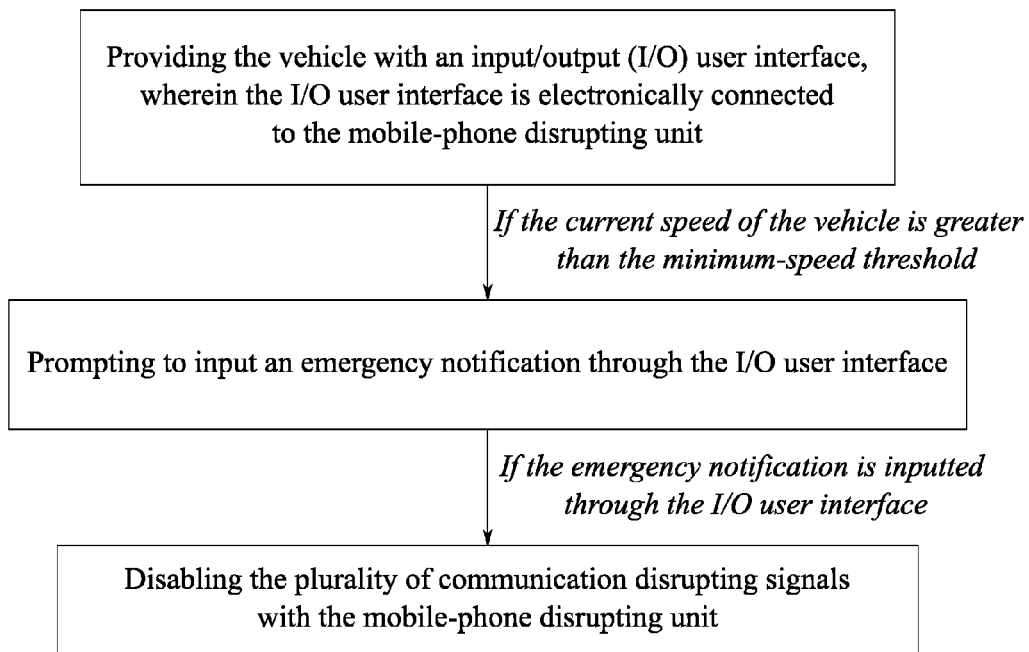 Providing the vehicle with an input/output (I/O) user interface,
wherein the I/O user interface is electronically connected
to the mobile-phone disrupting unit
If the current speed of the vehicle is greater
than the minimum-speed threshold
Prompting to input an emergency notification through the I/O user interface
If the emergency notification is inputted
through the I/O user interface
Disabling the plurality of communication disrupting signals
with the mobile-phone disrupting unit